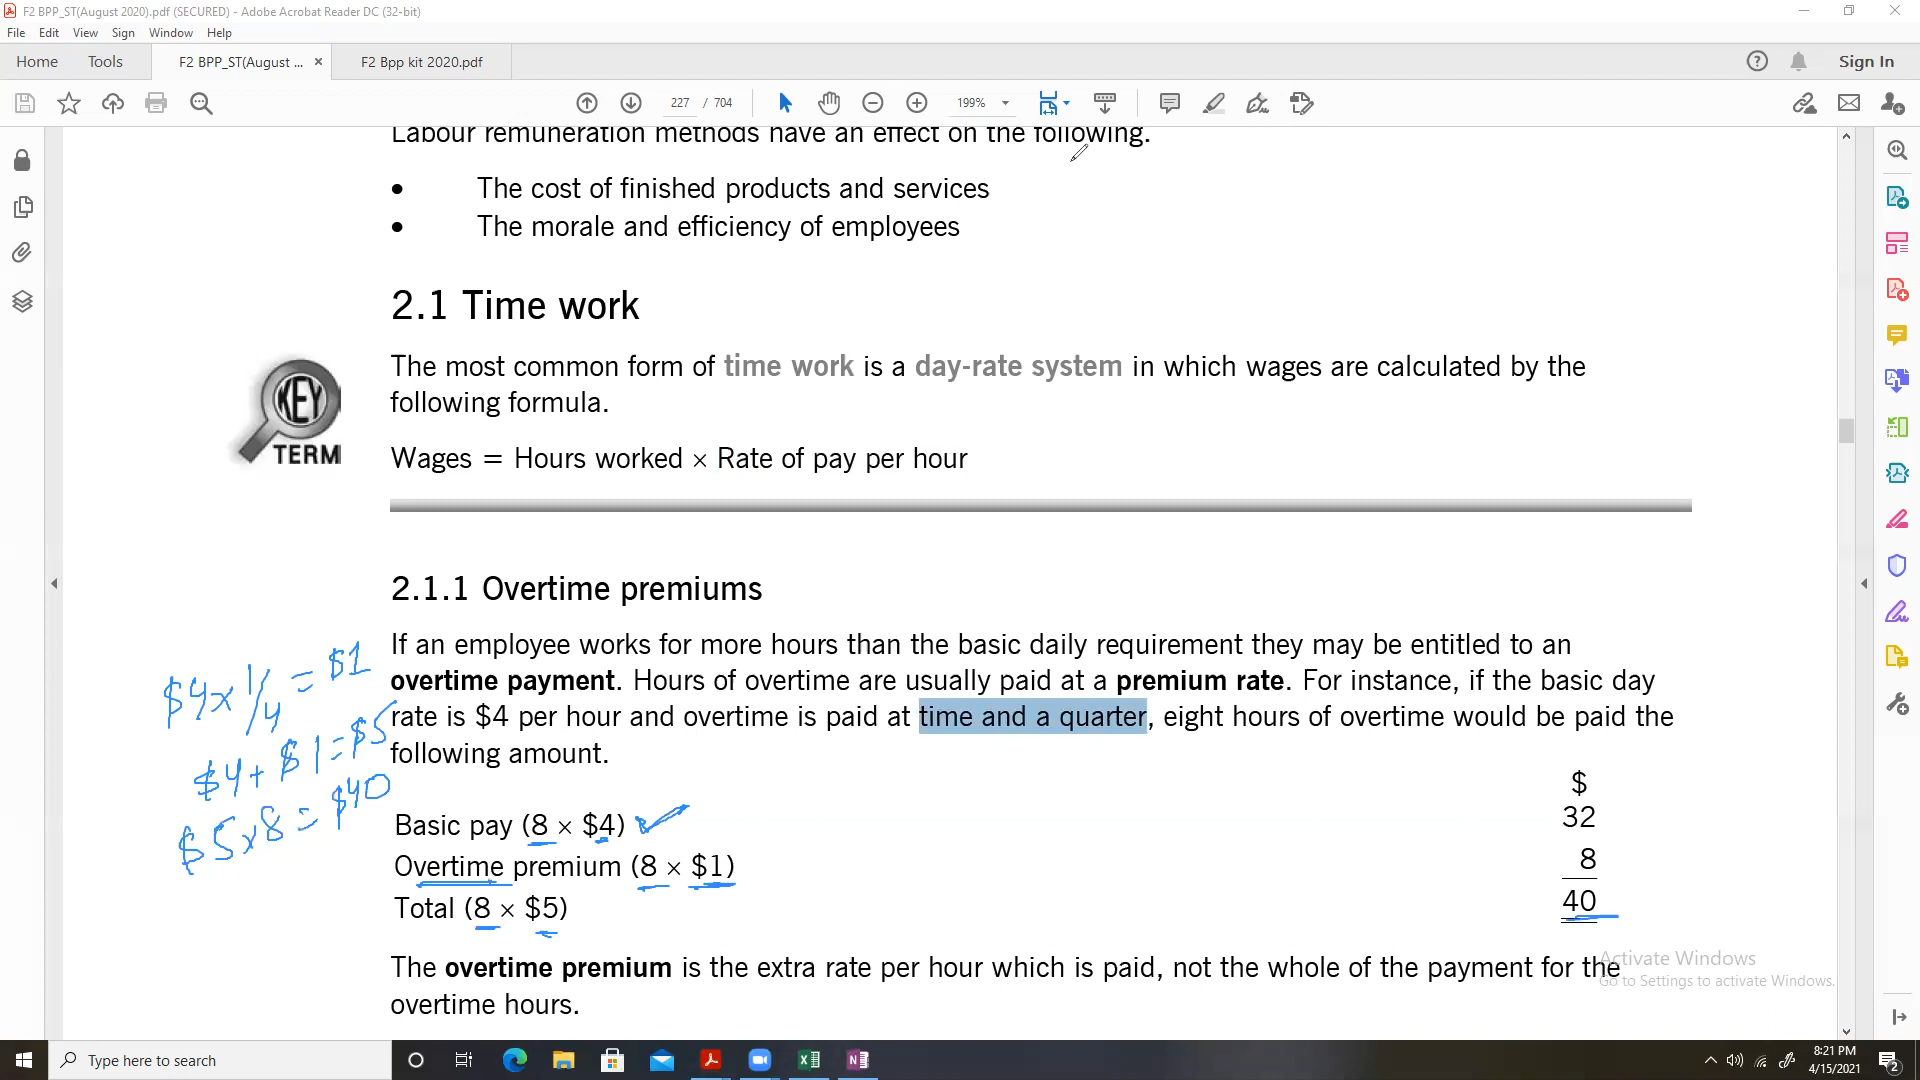 F2 BPP_ST(August 2020).pdf (SECURED) - Adobe Acrobat Reader DC (32-bit)
File Edit View Sign Window Help
Home Tools F2 BPP_ST(August ... × F2 Bpp kit 2020.pdf Sign In
227 / 704 199%
Labour remuneration methods have an effect on the following.
• The cost of finished products and services
• The morale and efficiency of employees
2.1 Time work
KEY
TERM
The most common form of time work is a day-rate system in which wages are calculated by the
following formula.
Wages = Hours worked × Rate of pay per hour
2.1.1 Overtime premiums
If an employee works for more hours than the basic daily requirement they may be entitled to an
overtime payment. Hours of overtime are usually paid at a premium rate. For instance, if the basic day
rate is $4 per hour and overtime is paid at time and a quarter, eight hours of overtime would be paid the
following amount.
$4 x 1/4 = $1
$4 + $1 = $5
$5 x 8 = $40
$
Basic pay (8 × $4) 32
Overtime premium (8 × $1) 8
Total (8 × $5) 40
The overtime premium is the extra rate per hour which is paid, not the whole of the payment for the
overtime hours.
Activate Windows
Go to Settings to activate Windows.
Type here to search
8:21 PM
4/15/2021
2